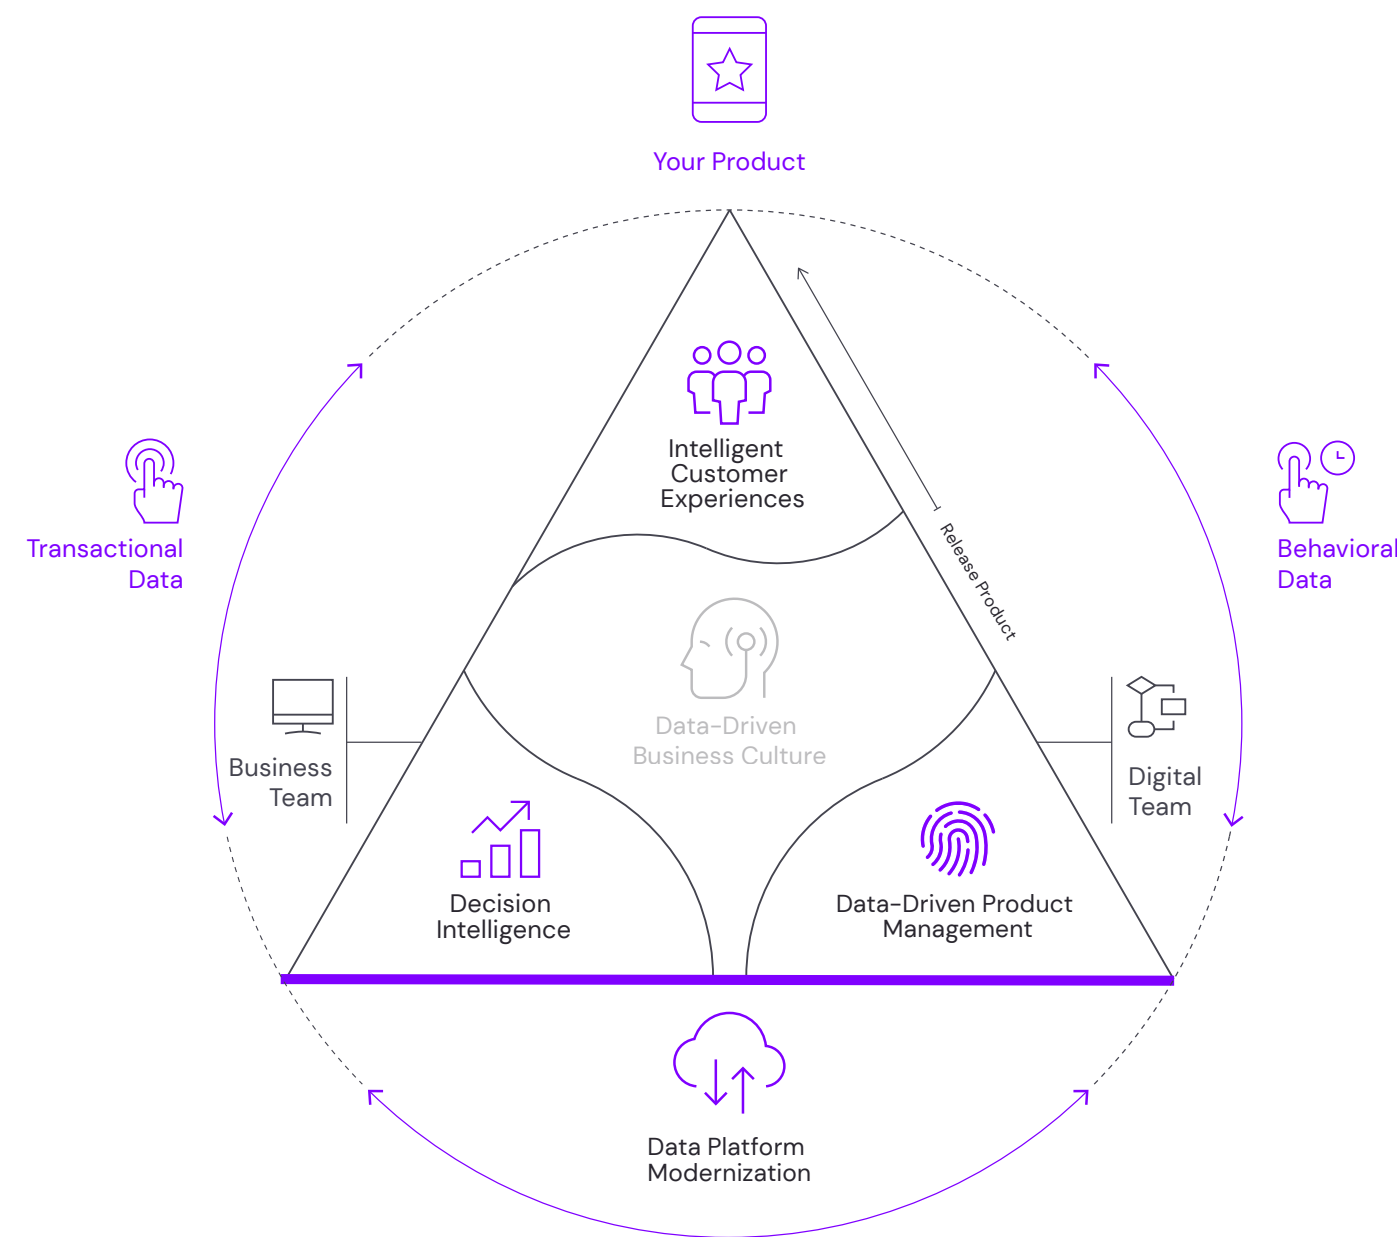 Your Product
Intelligent
Customer
Experiences
Release Product
Transactional
Data
Behavioral
Data
Data-Driven
Business Culture
Business
Team
Digital
Team
Decision
Intelligence
Data-Driven Product
Management
Data Platform
Modernization